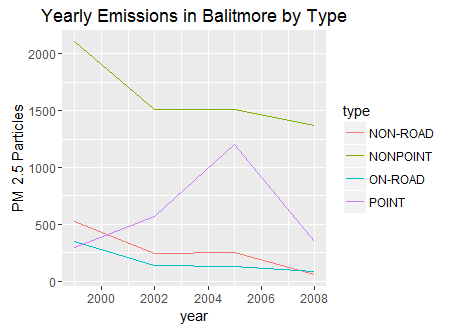 Yearly Emissions in Balitmore by Type
PM 2.5 Particles
2000
1500
1000
500
0
2000 2002 2004 2006 2008
year
type
NON-ROAD
NONPOINT
ON-ROAD
POINT